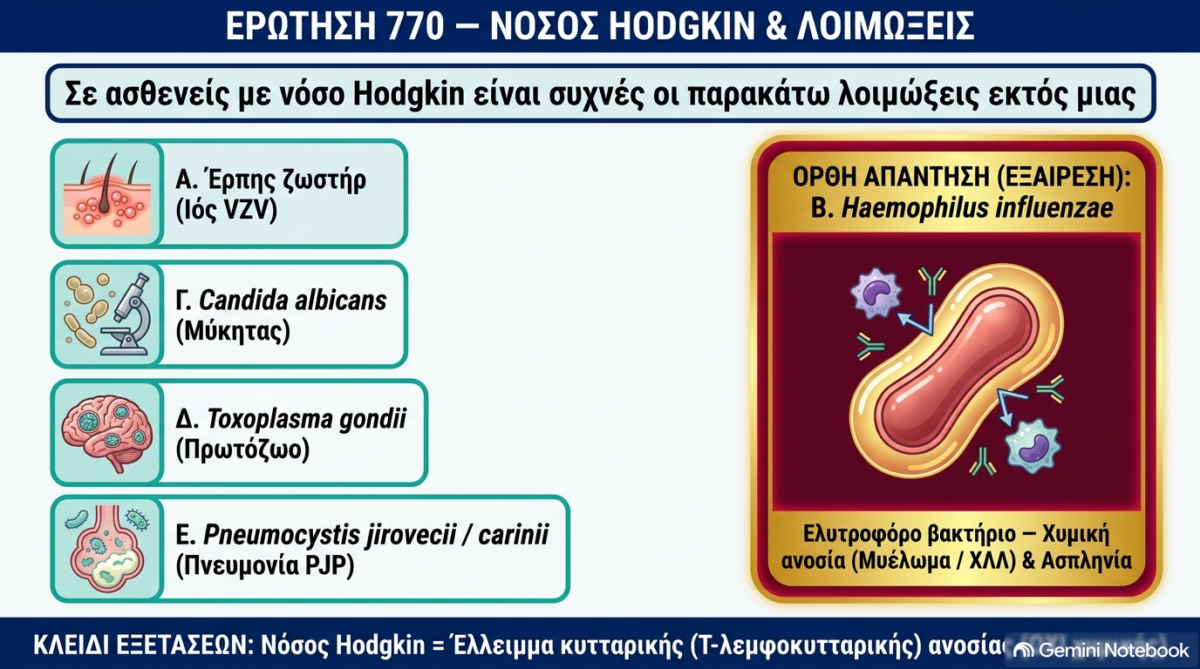 ΕΡΩΤΗΣΗ 770 — ΝΟΣΟΣ HODGKIN & ΛΟΙΜΩΞΕΙΣ
Σε ασθενείς με νόσο Hodgkin είναι συχνές οι παρακάτω λοιμώξεις εκτός μιας
Α. Έρπης ζωστήρ
(Ιός VZV)
Γ. Candida albicans
(Μύκητας)
Δ. Toxoplasma gondii
(Πρωτόζωο)
Ε. Pneumocystis jirovecii / carinii
(Πνευμονία PJP)
ΟΡΘΗ ΑΠΑΝΤΗΣΗ (ΕΞΑΙΡΕΣΗ):
Β. Haemophilus influenzae
Ελυτροφόρο βακτήριο — Χυμική
ανοσία (Μυέλωμα / ΧΛΛ) & Ασπληνία
ΚΛΕΙΔΙ ΕΞΕΤΑΣΕΩΝ: Νόσος Hodgkin = Έλλειμμα κυτταρικής (Τ-λεμφοκυτταρικής) ανοσίας
Gemini Notebook